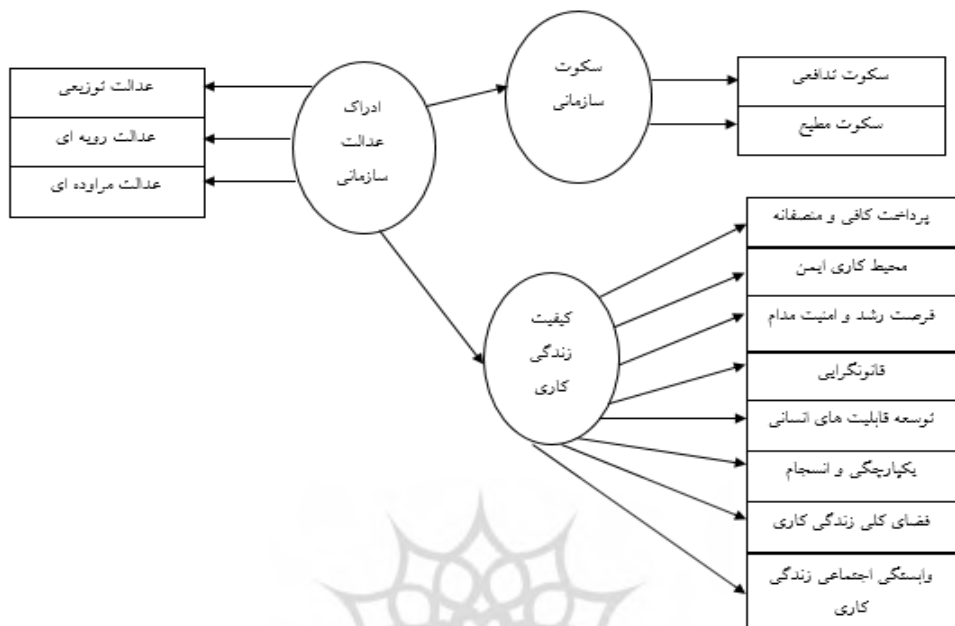 ادراک
عدالت
سازمانی
عدالت توزیعی
عدالت رویه ای
عدالت مراوده ای
سکوت
سازمانی
سکوت تدافعی
سکوت مطیع
کیفیت
زندگی
کاری
پرداخت کافی و منصفانه
محیط کاری ایمن
فرصت رشد و امنیت مدام
قانونگرایی
توسعه قابلیت های انسانی
یکپارچگی و انسجام
فضای کلی زندگی کاری
وابستگی اجتماعی زندگی
کاری